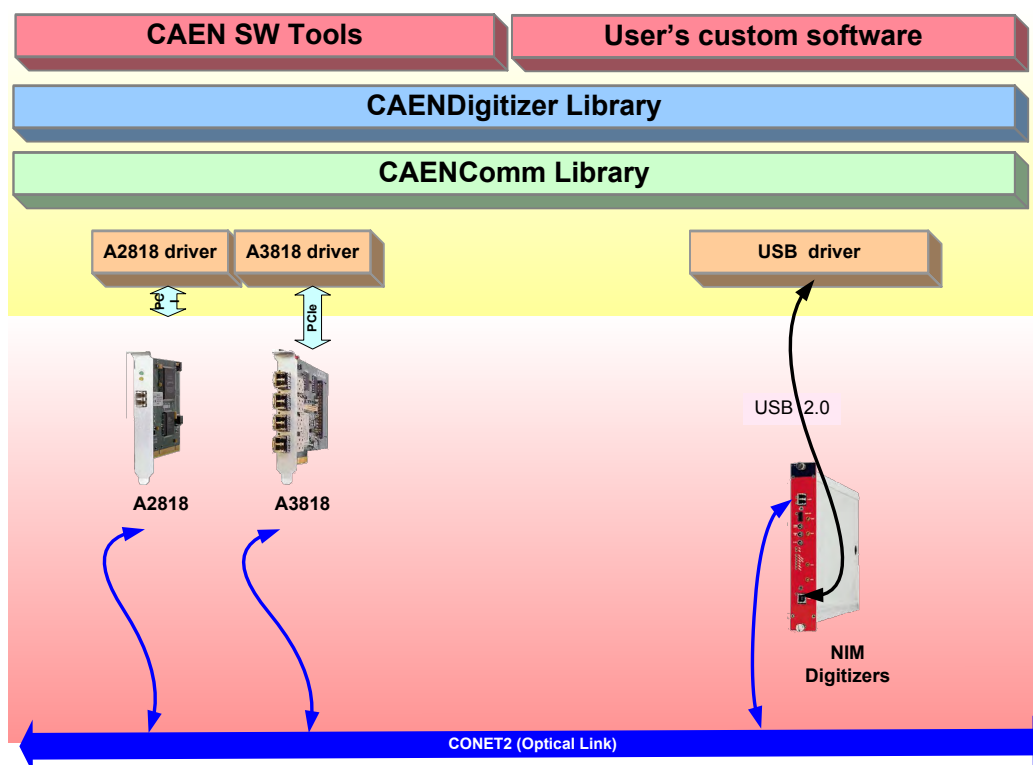 CAEN SW Tools
User's custom software
CAENDigitizer Library
CAENComm Library
A2818 driver
A3818 driver
USB driver
PCI
PCIe
USB 2.0
A2818
A3818
NIM
Digitizers
CONET2 (Optical Link)